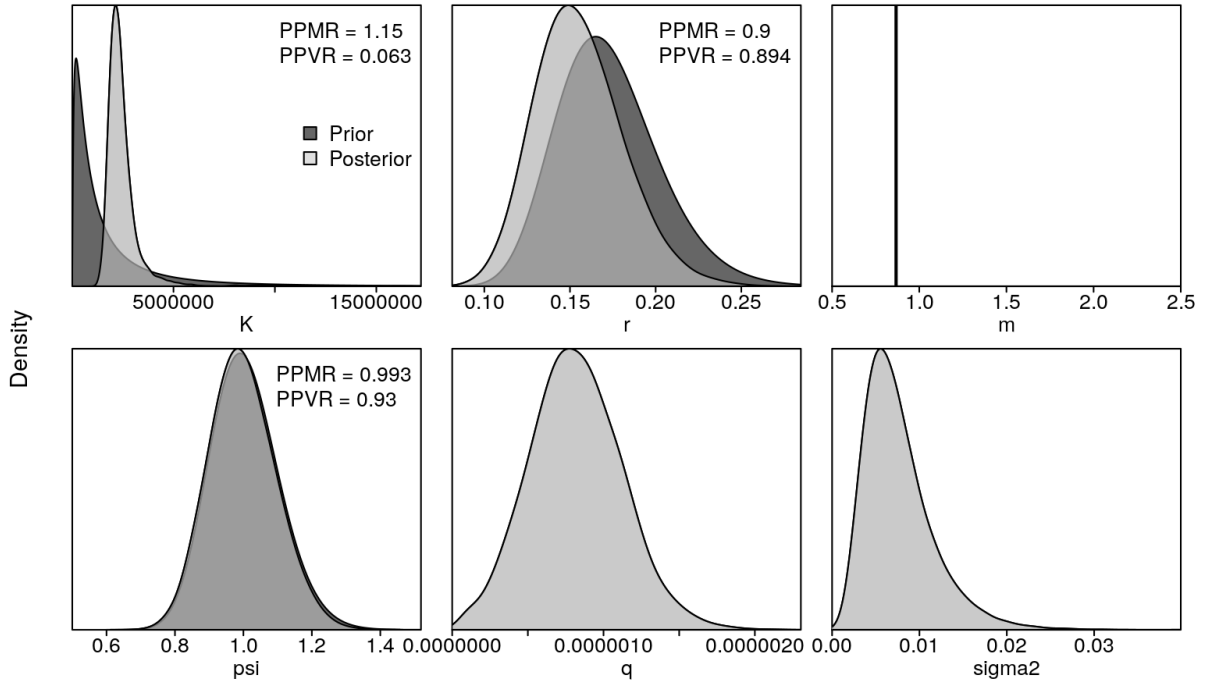 PPMR = 1.15
PPVR = 0.063
Prior
Posterior
5000000 15000000
K
PPMR = 0.9
PPVR = 0.894
0.10 0.15 0.20 0.25
r
0.5 1.0 1.5 2.0 2.5
m
Density
PPMR = 0.993
PPVR = 0.93
0.6 0.8 1.0 1.2 1.4
psi
0.0000000 0.0000010 0.0000020
q
0.00 0.01 0.02 0.03
sigma2